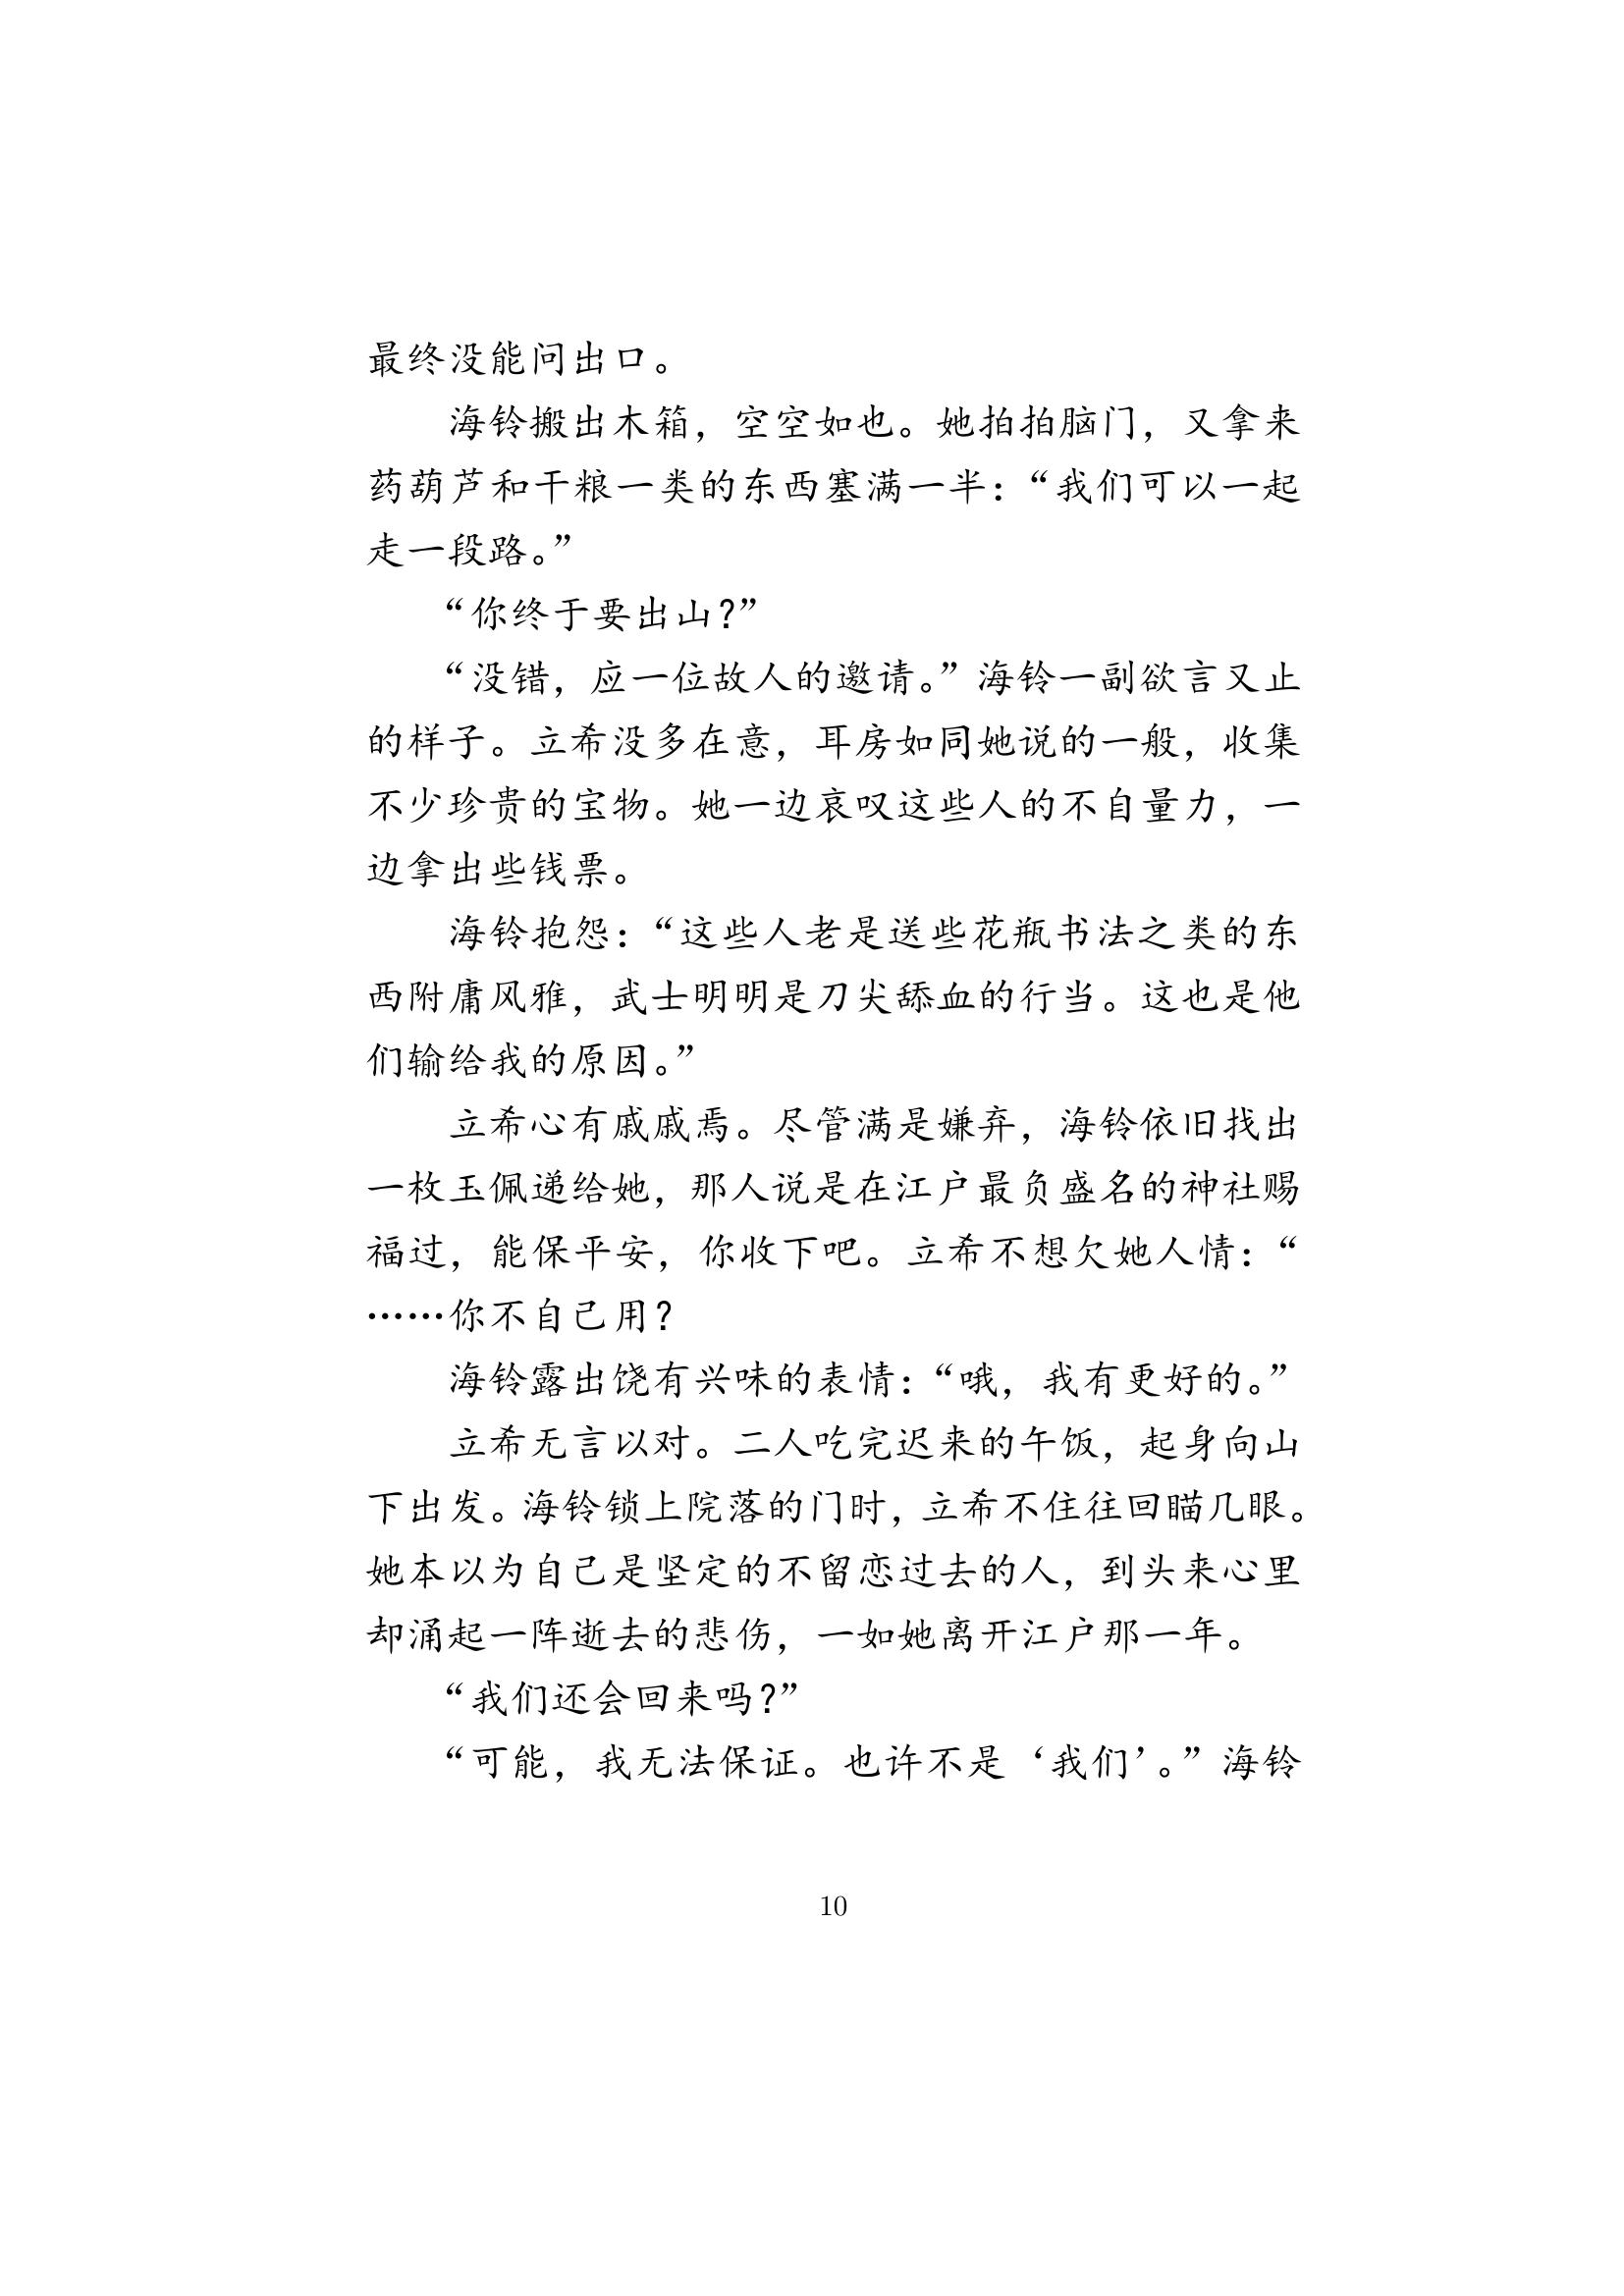 最终没能问出口。
海铃搬出木箱，空空如也。她拍拍脑门，又拿来
药葫芦和干粮一类的东西塞满一半：“我们可以一起
走一段路。”
“你终于要出山？”
“没错，应一位故人的邀请。”海铃一副欲言又止
的样子。立希没多在意，耳房如同她说的一般，收集
不少珍贵的宝物。她一边哀叹这些人的不自量力，一
边拿出些钱票。
海铃抱怨：“这些人老是送些花瓶书法之类的东
西附庸风雅，武士明明是刀尖舔血的行当。这也是他
们输给我的原因。”
立希心有戚戚焉。尽管满是嫌弃，海铃依旧找出
一枚玉佩递给她，那人说是在江户最负盛名的神社赐
福过，能保平安，你收下吧。立希不想欠她人情：“
……你不自己用？
海铃露出饶有兴味的表情：“哦，我有更好的。”
立希无言以对。二人吃完迟来的午饭，起身向山
下出发。海铃锁上院落的门时，立希不住往回瞄几眼。
她本以为自己是坚定的不留恋过去的人，到头来心里
却涌起一阵逝去的悲伤，一如她离开江户那一年。
“我们还会回来吗？”
“可能，我无法保证。也许不是‘我们’。”海铃
10